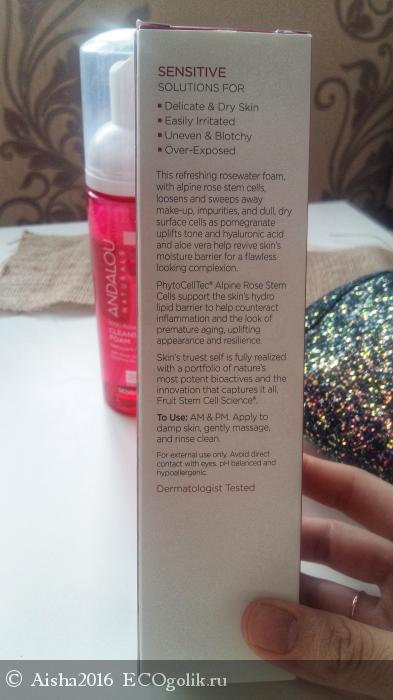 SENSITIVE
SOLUTIONS FOR
▪ Delicate & Dry Skin
▪ Easily Irritated
▪ Uneven & Blotchy
▪ Over-Exposed
This refreshing rosewater foam,
with alpine rose stem cells,
loosens and sweeps away
make-up, impurities, and dull, dry
surface cells as pomegranate
uplifts tone and hyaluronic acid
and aloe vera help revive skin's
moisture barrier for a flawless
looking complexion.
PhytoCellTec® Alpine Rose Stem
Cells support the skin's hydro
lipid barrier to help counteract
inflammation and the look of
premature aging, uplifting
appearance and resilience.
Skin's truest self is fully realized
with a portfolio of nature's
most potent bioactives and the
innovation that captures it all,
Fruit Stem Cell Science®.
To Use: AM & PM. Apply to
damp skin, gently massage,
and rinse clean.
For external use only. Avoid direct
contact with eyes. pH balanced and
hypoallergenic.
Dermatologist Tested
ANDALOU
NATURALS
CLEANS
FOAM
© Aisha2016 ECOgolik.ru